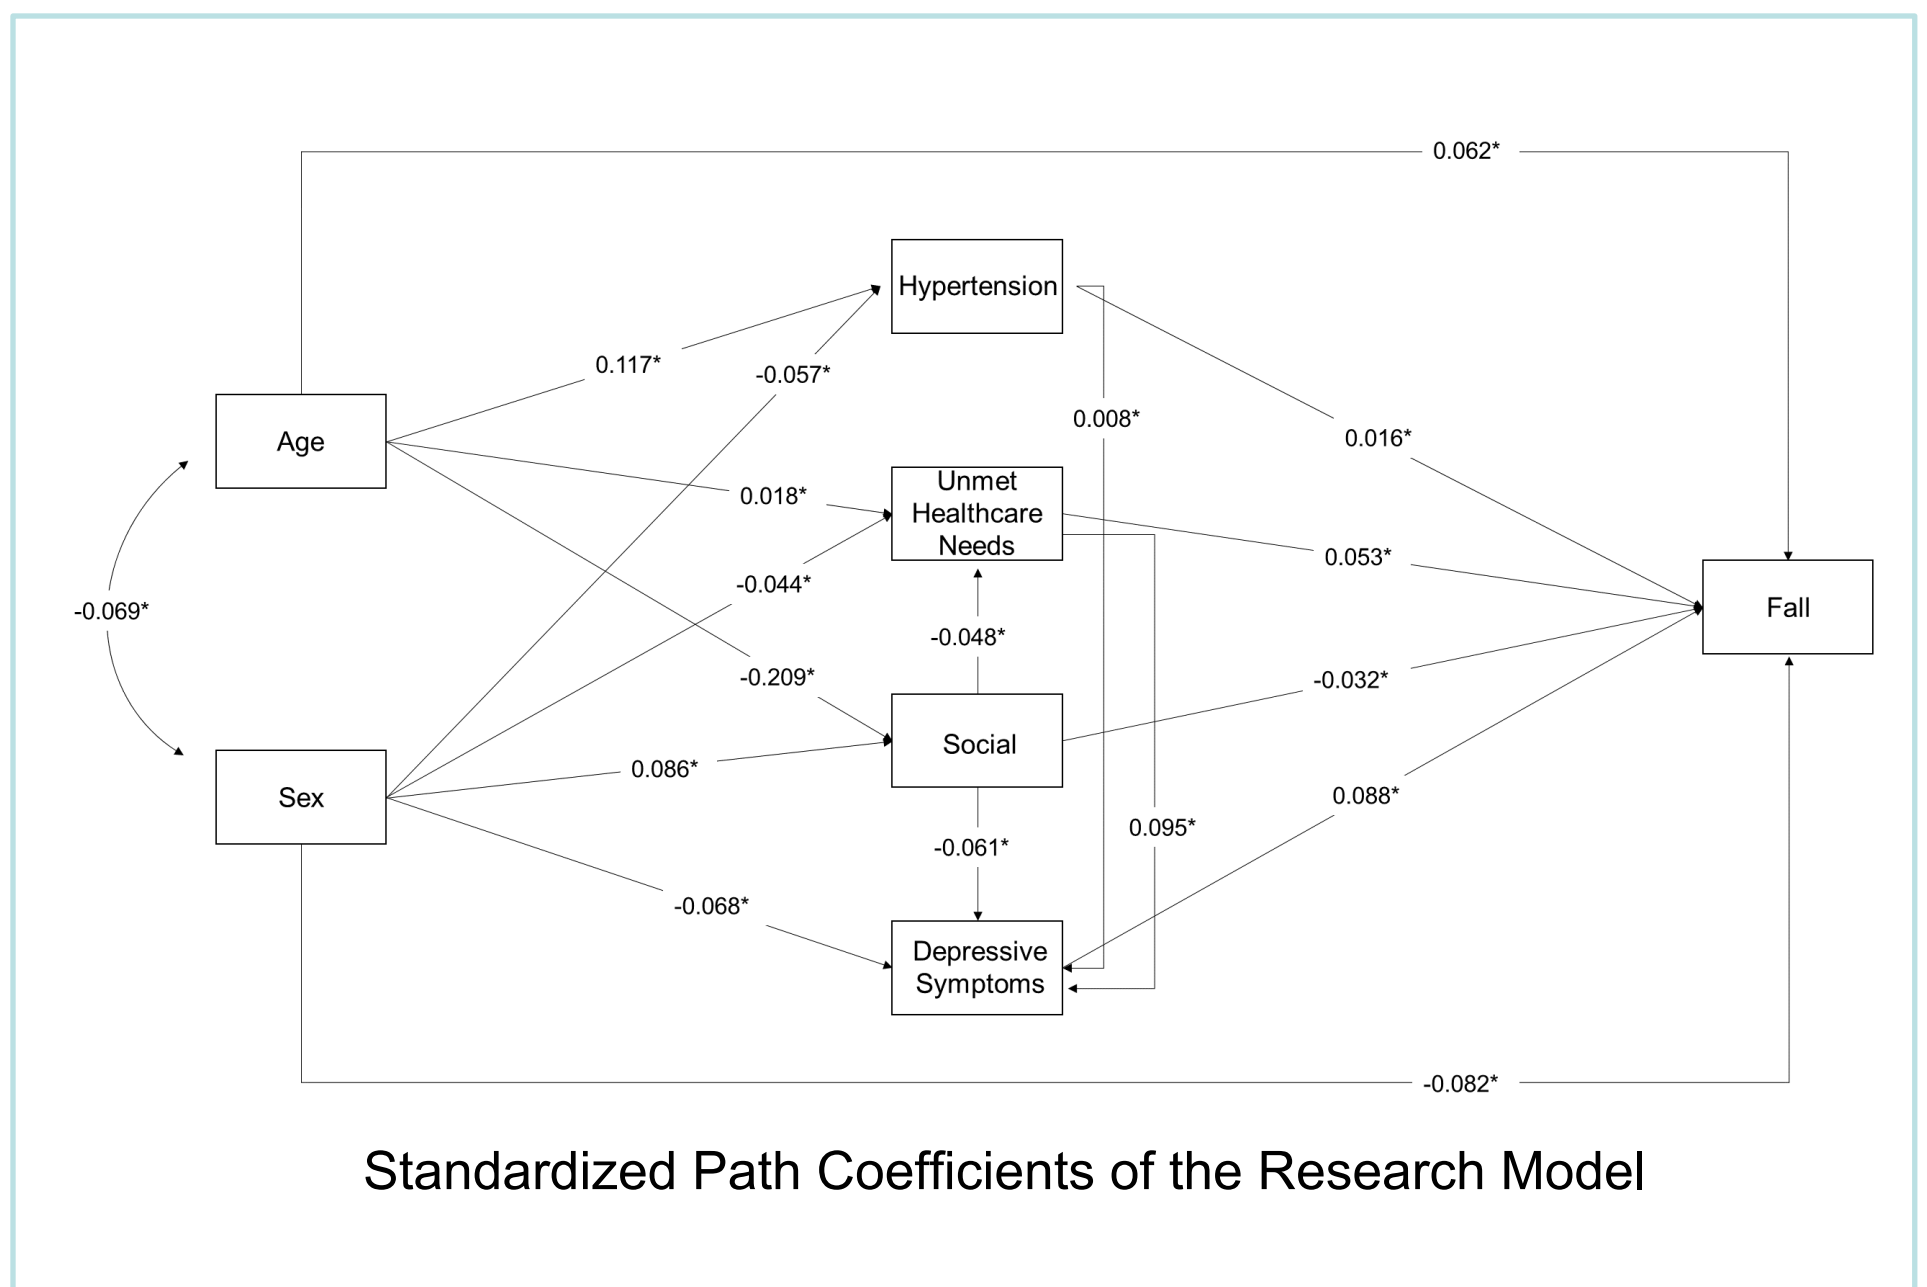 0.062*
Hypertension
0.117*
-0.057*
0.008*
Age
0.016*
Unmet
Healthcare
Needs
0.018*
0.053*
-0.044*
-0.069*
Fall
-0.048*
-0.209*
-0.032*
Social
0.086*
Sex
0.088*
0.095*
-0.061*
-0.068*
Depressive
Symptoms
-0.082*
Standardized Path Coefficients of the Research Model